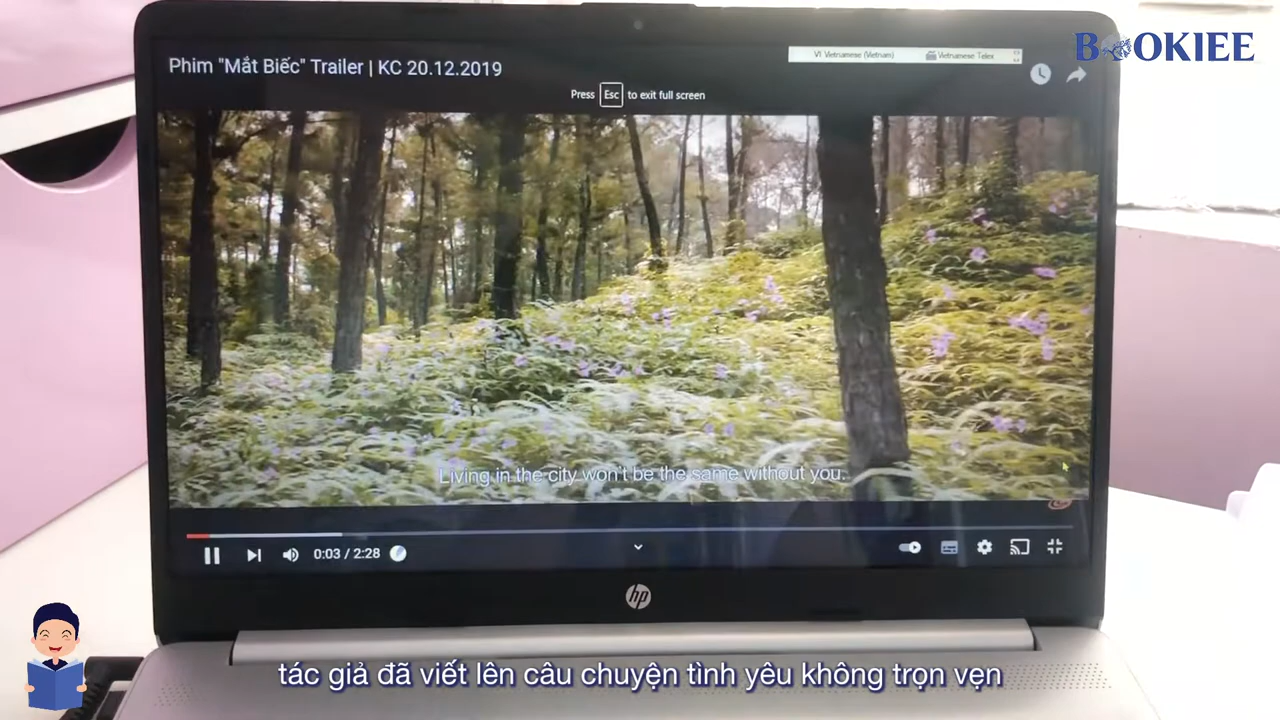 BOOKIEE
VI Vietnamese (Vietnam) Vietnamese Telex
Phim "Mắt Biếc" Trailer | KC 20.12.2019
Press Esc to exit full screen
Living in the city won't be the same without you.
0:03 / 2:28
hp
tác giả đã viết lên câu chuyện tình yêu không trọn vẹn